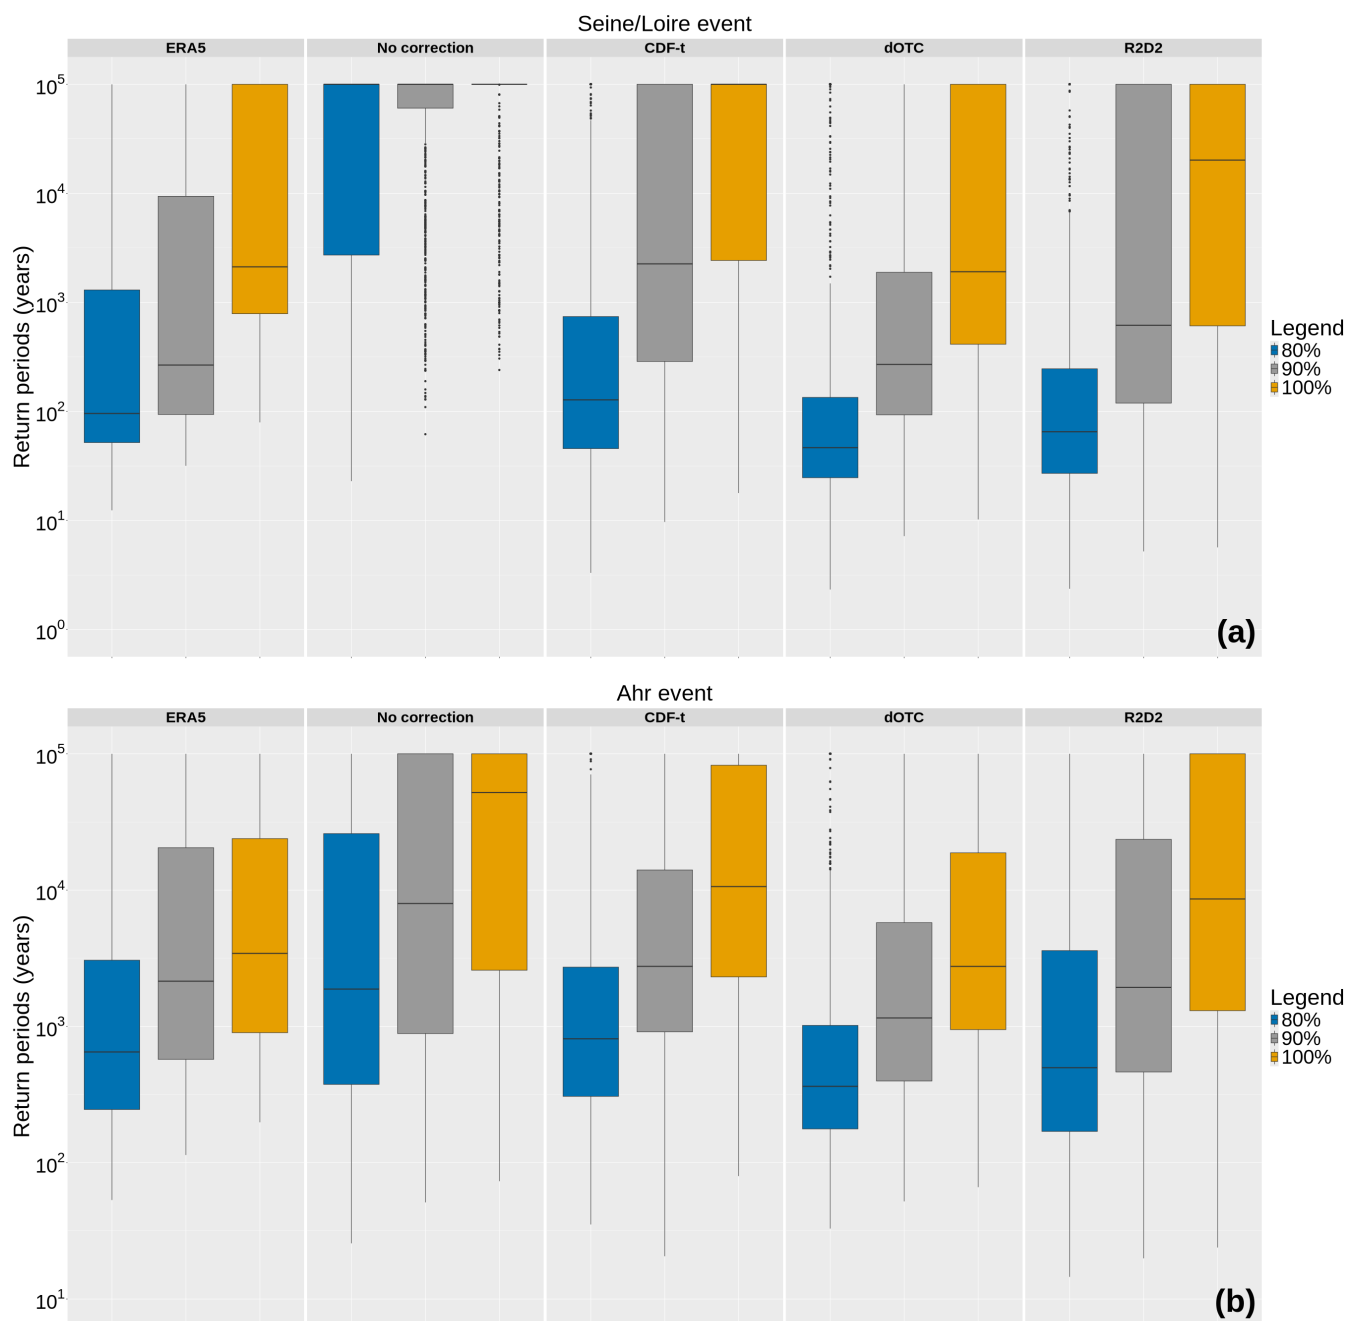 Seine/Loire event
ERA5 No correction CDF-t dOTC R2D2
Return periods (years)
10^5
10^4
10^3
10^2
10^1
10^0
Legend
80%
90%
100%
(a)
Ahr event
ERA5 No correction CDF-t dOTC R2D2
Return periods (years)
10^5
10^4
10^3
10^2
10^1
Legend
80%
90%
100%
(b)